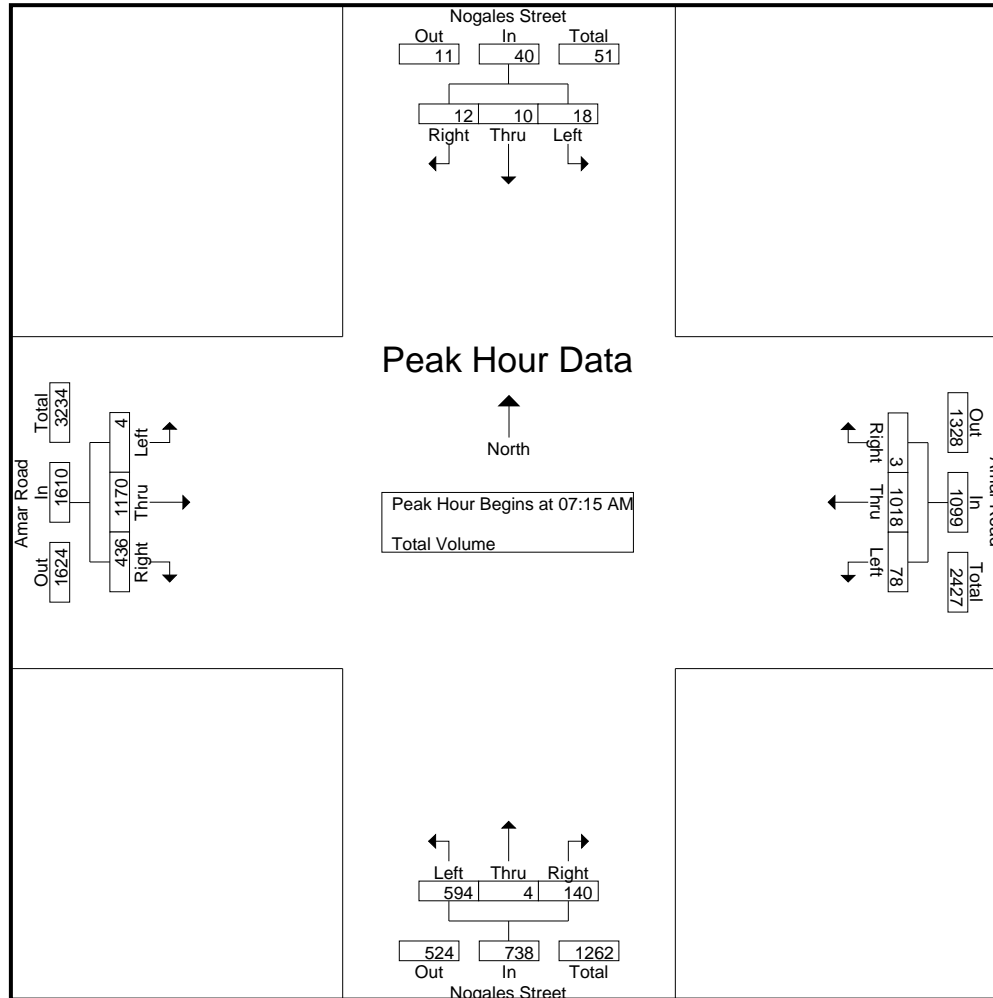 Nogales Street
Out In Total
11 40 51
12 10 18
Right Thru Left
Peak Hour Data
North
Peak Hour Begins at 07:15 AM
Total Volume
Amar Road
Out In Total
1624 1610 3234
4 1170 436
Left Thru Right
Out In Total
1328 1099 2427
Right Thru Left
3 1018 78
Amar Road
Left Thru Right
594 4 140
524 738 1262
Out In Total
Nogales Street